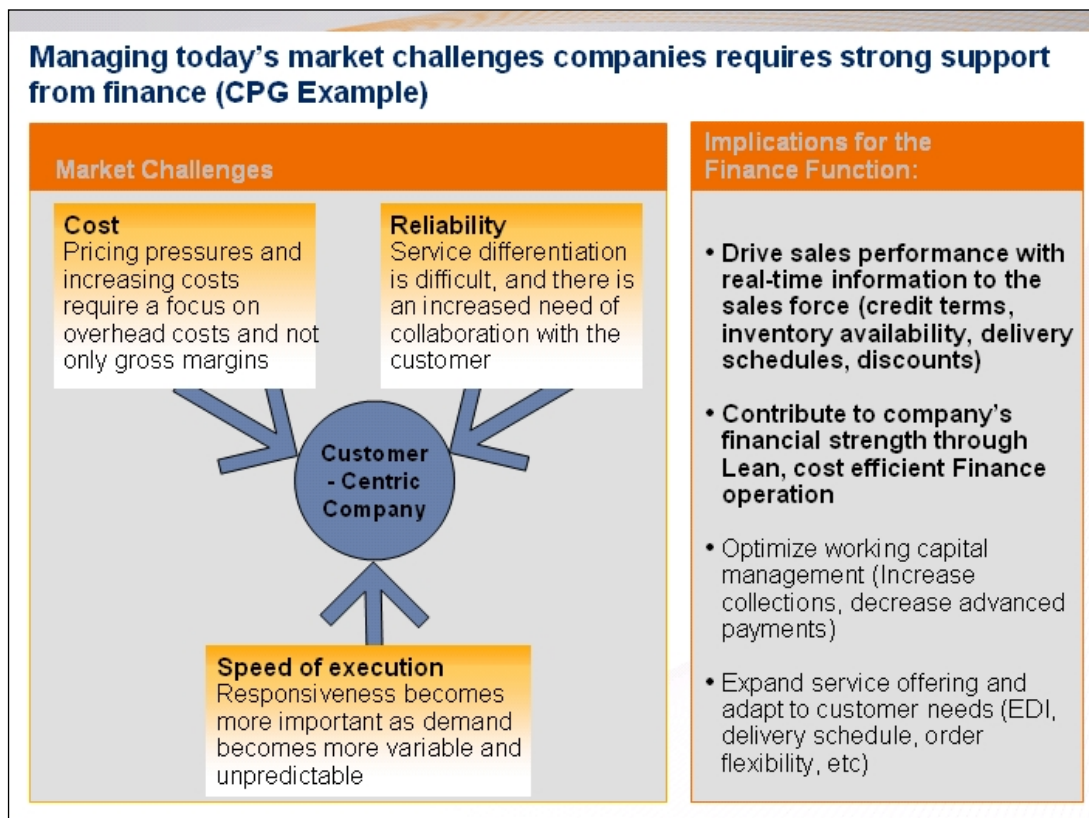 Managing today's market challenges companies requires strong support
from finance (CPG Example)
Market Challenges
Cost
Pricing pressures and
increasing costs
require a focus on
overhead costs and not
only gross margins
Reliability
Service differentiation
is difficult, and there is
an increased need of
collaboration with the
customer
Customer
- Centric
Company
Speed of execution
Responsiveness becomes
more important as demand
becomes more variable and
unpredictable
Implications for the
Finance Function:
• Drive sales performance with
real-time information to the
sales force (credit terms,
inventory availability, delivery
schedules, discounts)
• Contribute to company's
financial strength through
Lean, cost efficient Finance
operation
• Optimize working capital
management (Increase
collections, decrease advanced
payments)
• Expand service offering and
adapt to customer needs (EDI,
delivery schedule, order
flexibility, etc)